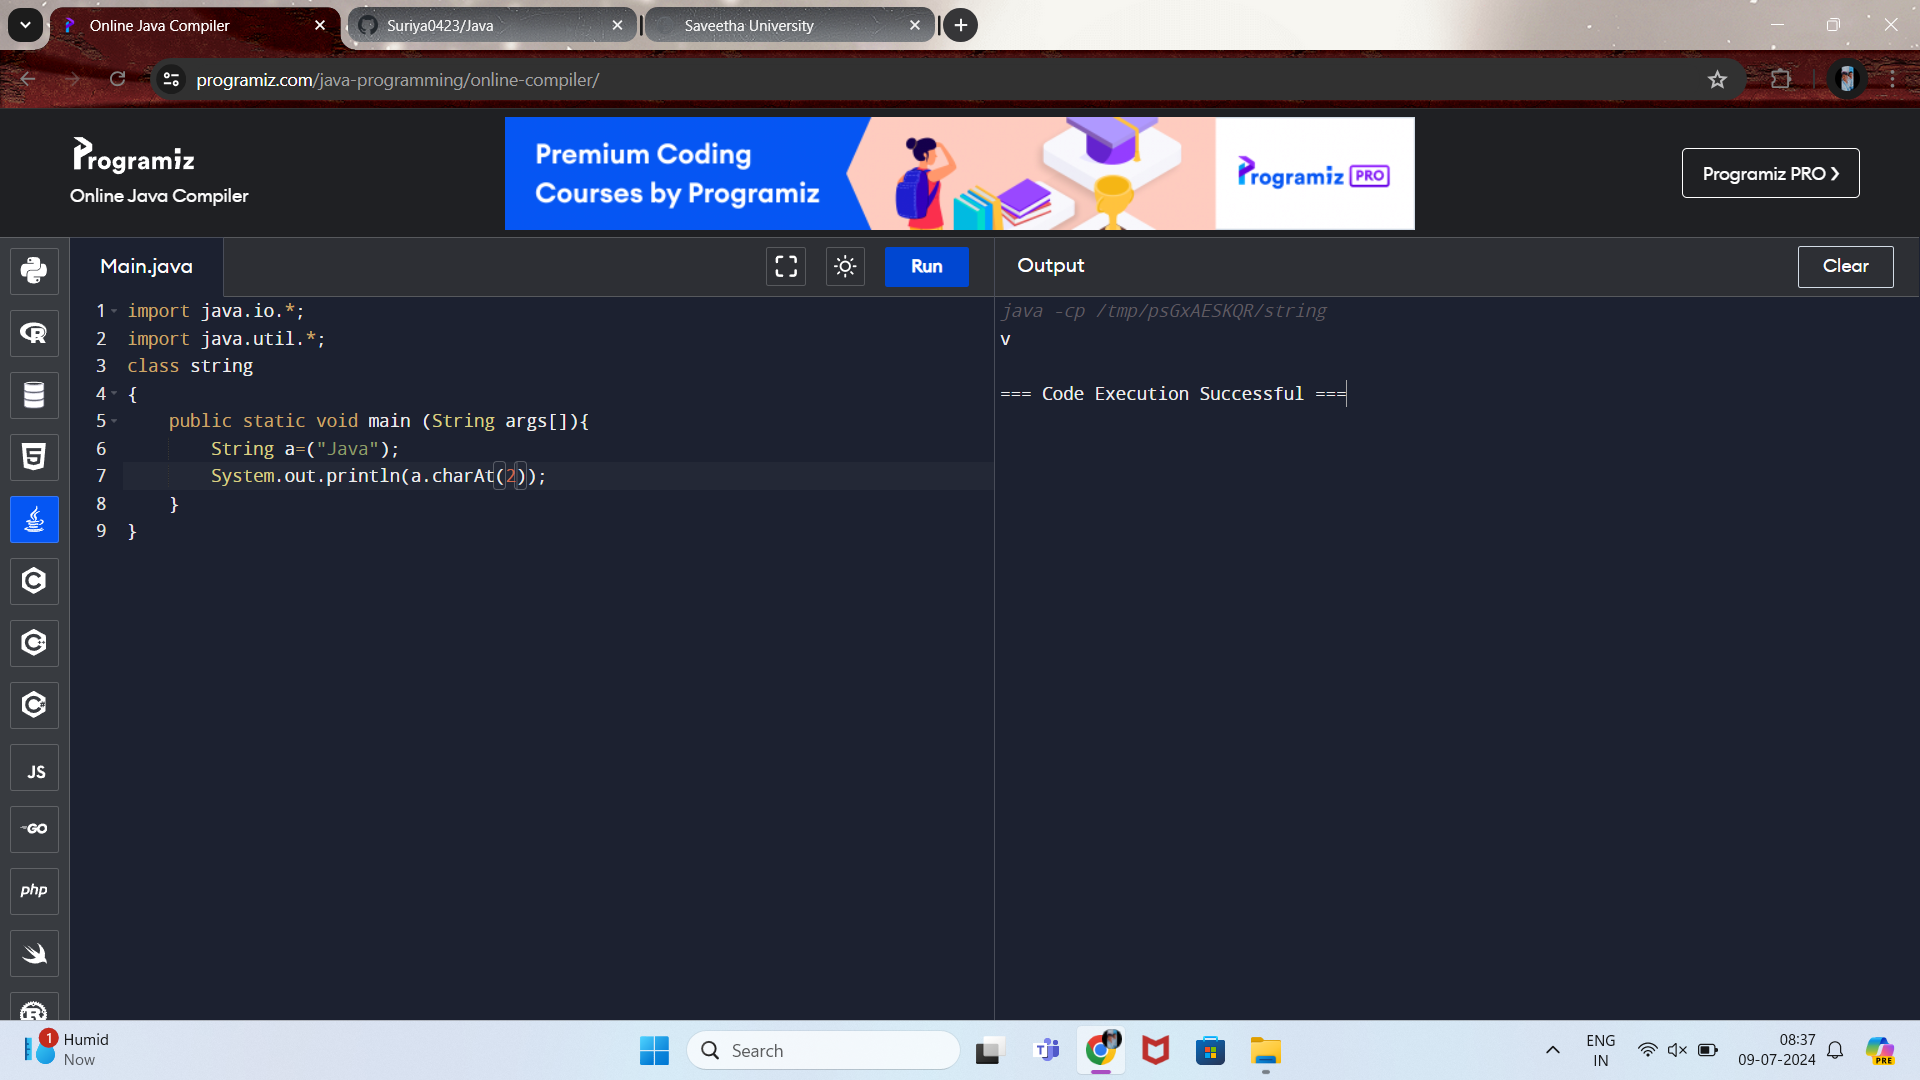 Online Java Compiler
Suriya0423/Java
Saveetha University
programiz.com/java-programming/online-compiler/
Programiz
Online Java Compiler
Premium Coding
Courses by Programiz
Programiz PRO
Programiz PRO ❯
Main.java
Run
Output
Clear
1 import java.io.*;
2 import java.util.*;
3 class string
4 {
5 public static void main (String args[]){
6 String a=("Java");
7 System.out.println(a.charAt(2));
8 }
9 }
java -cp /tmp/psGxAESKQR/string
v
=== Code Execution Successful ===
R
5
C
C++
C#
JS
GO
php
R
1
Humid
Now
Search
ENG
IN
08:37
09-07-2024
PRE